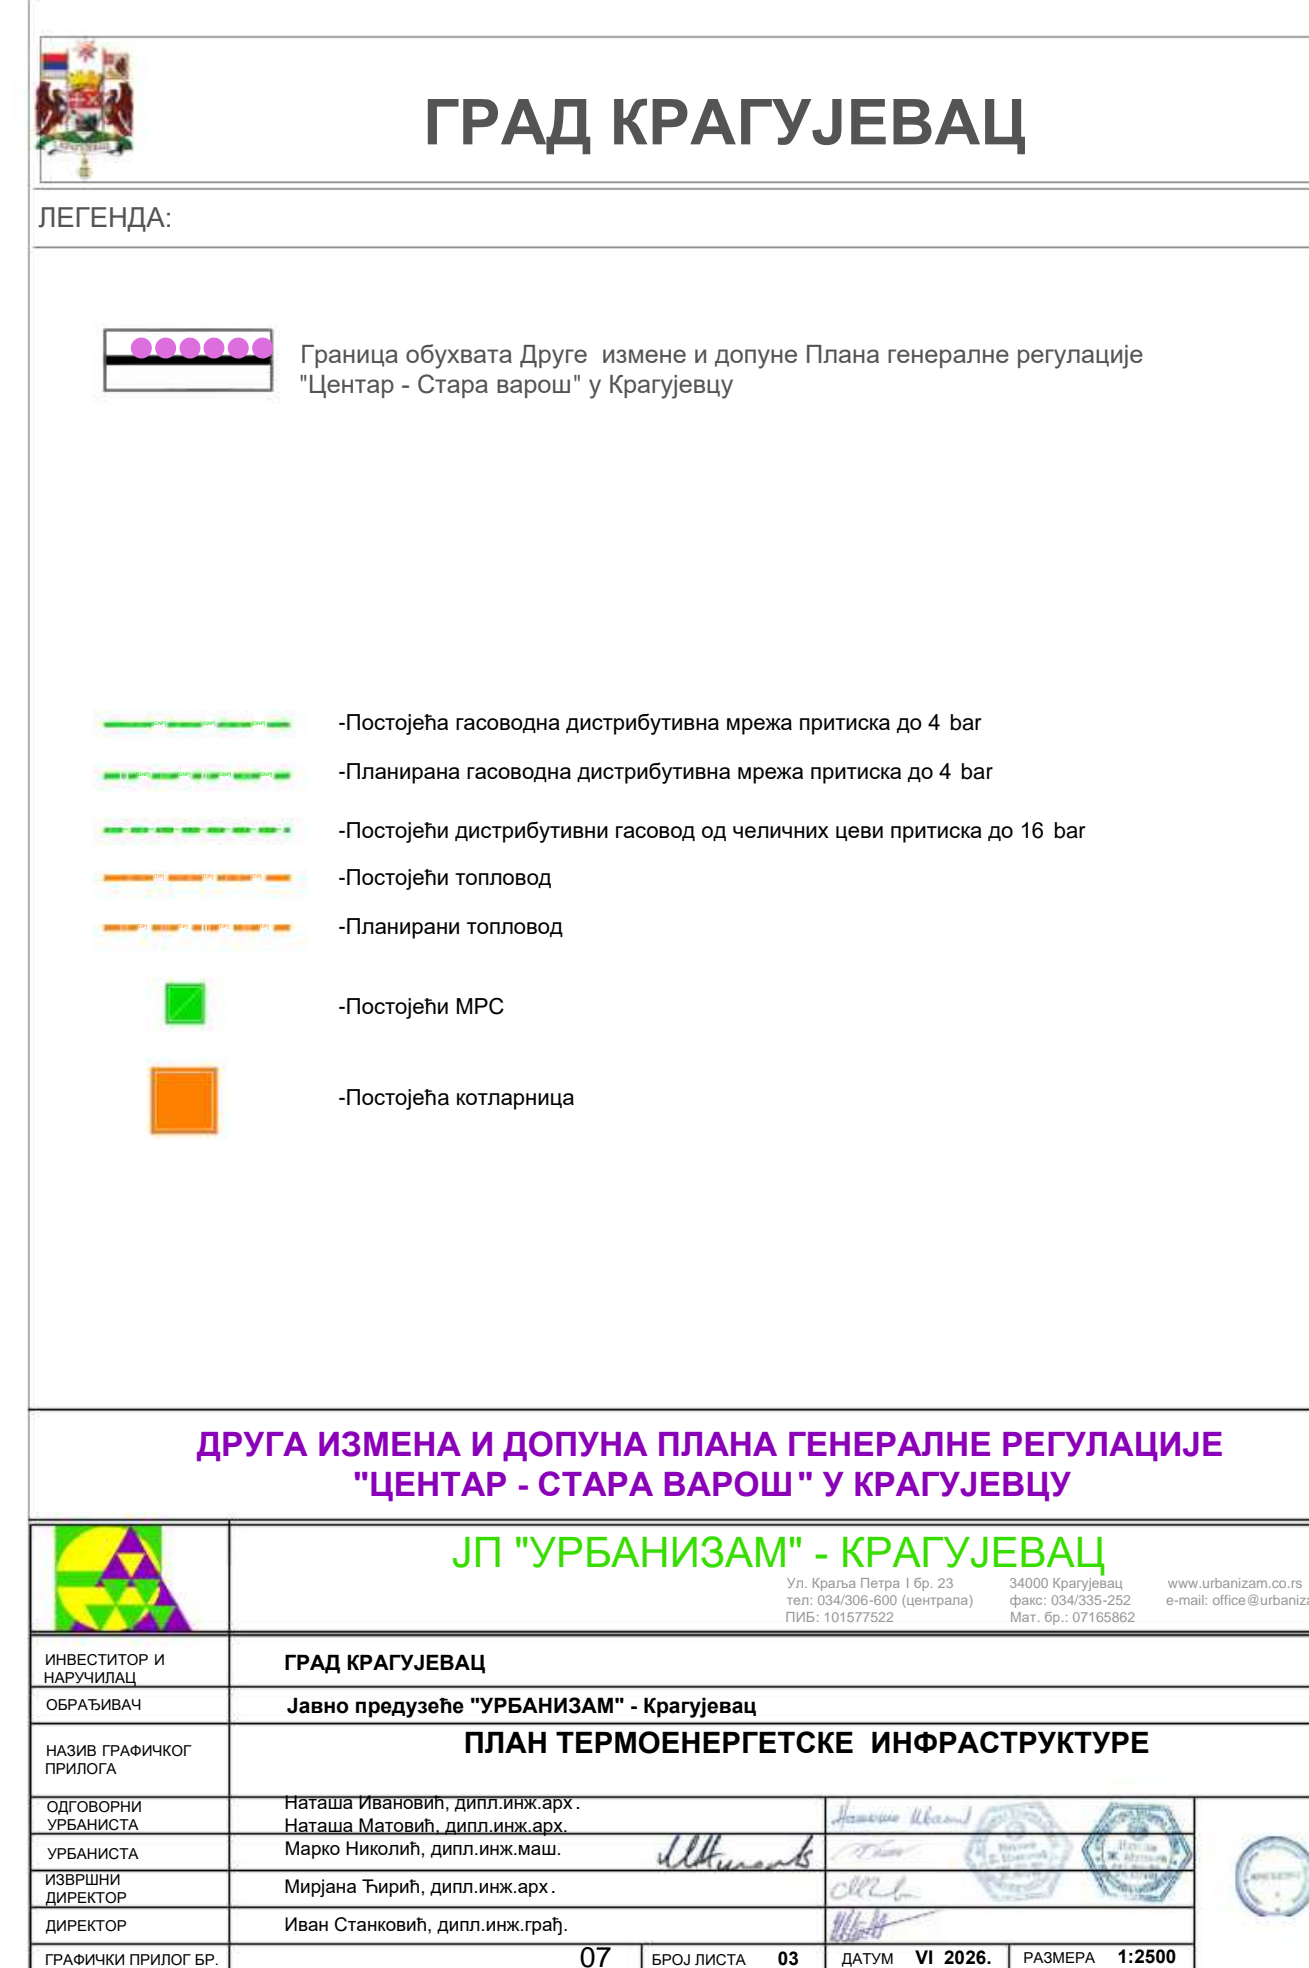 ГРАД КРАГУЈЕВАЦ
ЛЕГЕНДА:
Граница обухвата Друге измене и допуне Плана генералне регулације
"Центар - Стара варош" у Крагујевцу
-Постојећа гасоводна дистрибутивна мрежа притиска до 4 bar
-Планирана гасоводна дистрибутивна мрежа притиска до 4 bar
-Постојећи дистрибутивни гасовод од челичних цеви притиска до 16 bar
-Постојећи топловод
-Планирани топловод
-Постојећи МРС
-Постојећа котларница
ДРУГА ИЗМЕНА И ДОПУНА ПЛАНА ГЕНЕРАЛНЕ РЕГУЛАЦИЈЕ
"ЦЕНТАР - СТАРА ВАРОШ" У КРАГУЈЕВЦУ
ЈП "УРБАНИЗАМ" - КРАГУЈЕВАЦ
Ул. Краља Петра I бр. 23 34000 Крагујевац www.urbanizam.co.rs
тел: 034/306-600 (централа) факс: 034/335-252 e-mail: office@urbaniza
ПИБ: 101577522 Мат. бр.: 07165862
ИНВЕСТИТОР И
НАРУЧИЛАЦ
ГРАД КРАГУЈЕВАЦ
ОБРАЂИВАЧ Јавно предузеће "УРБАНИЗАМ" - Крагујевац
НАЗИВ ГРАФИЧКОГ
ПРИЛОГА
ПЛАН ТЕРМОЕНЕРГЕТСКЕ ИНФРАСТРУКТУРЕ
ОДГОВОРНИ
УРБАНИСТА
Наташа Ивановић, дипл.инж.арх.
Наташа Матовић, дипл.инж.арх.
УРБАНИСТА Марко Николић, дипл.инж.маш.
ИЗВРШНИ
ДИРЕКТОР
Мирјана Ћирић, дипл.инж.арх.
ДИРЕКТОР Иван Станковић, дипл.инж.грађ.
ГРАФИЧКИ ПРИЛОГ БР. 07 БРОЈ ЛИСТА 03 ДАТУМ VI 2026. РАЗМЕРА 1:2500